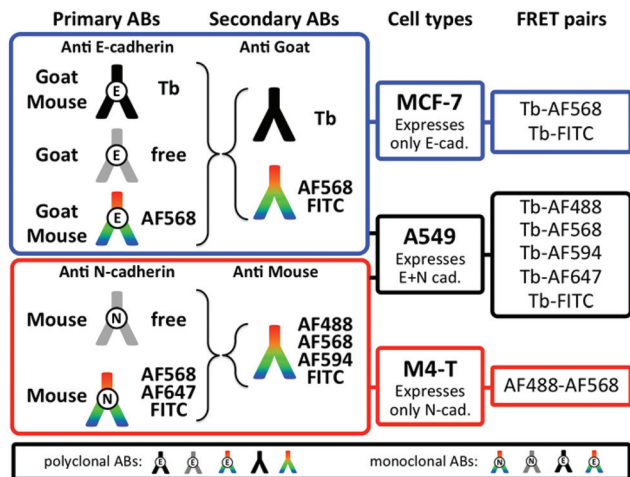 Primary ABs Secondary ABs Cell types FRET pairs
Anti E-cadherin Anti Goat
Goat
Mouse E Tb
Goat E free
Goat
Mouse E AF568
Tb
AF568
FITC
MCF-7
Expresses
only E-cad.
Tb-AF568
Tb-FITC
A549
Expresses
E+N cad.
Tb-AF488
Tb-AF568
Tb-AF594
Tb-AF647
Tb-FITC
Anti N-cadherin Anti Mouse
Mouse N free
Mouse N AF568
AF647
FITC
AF488
AF568
AF594
FITC
M4-T
Expresses
only N-cad.
AF488-AF568
polyclonal ABs: E E E monoclonal ABs: N N E E